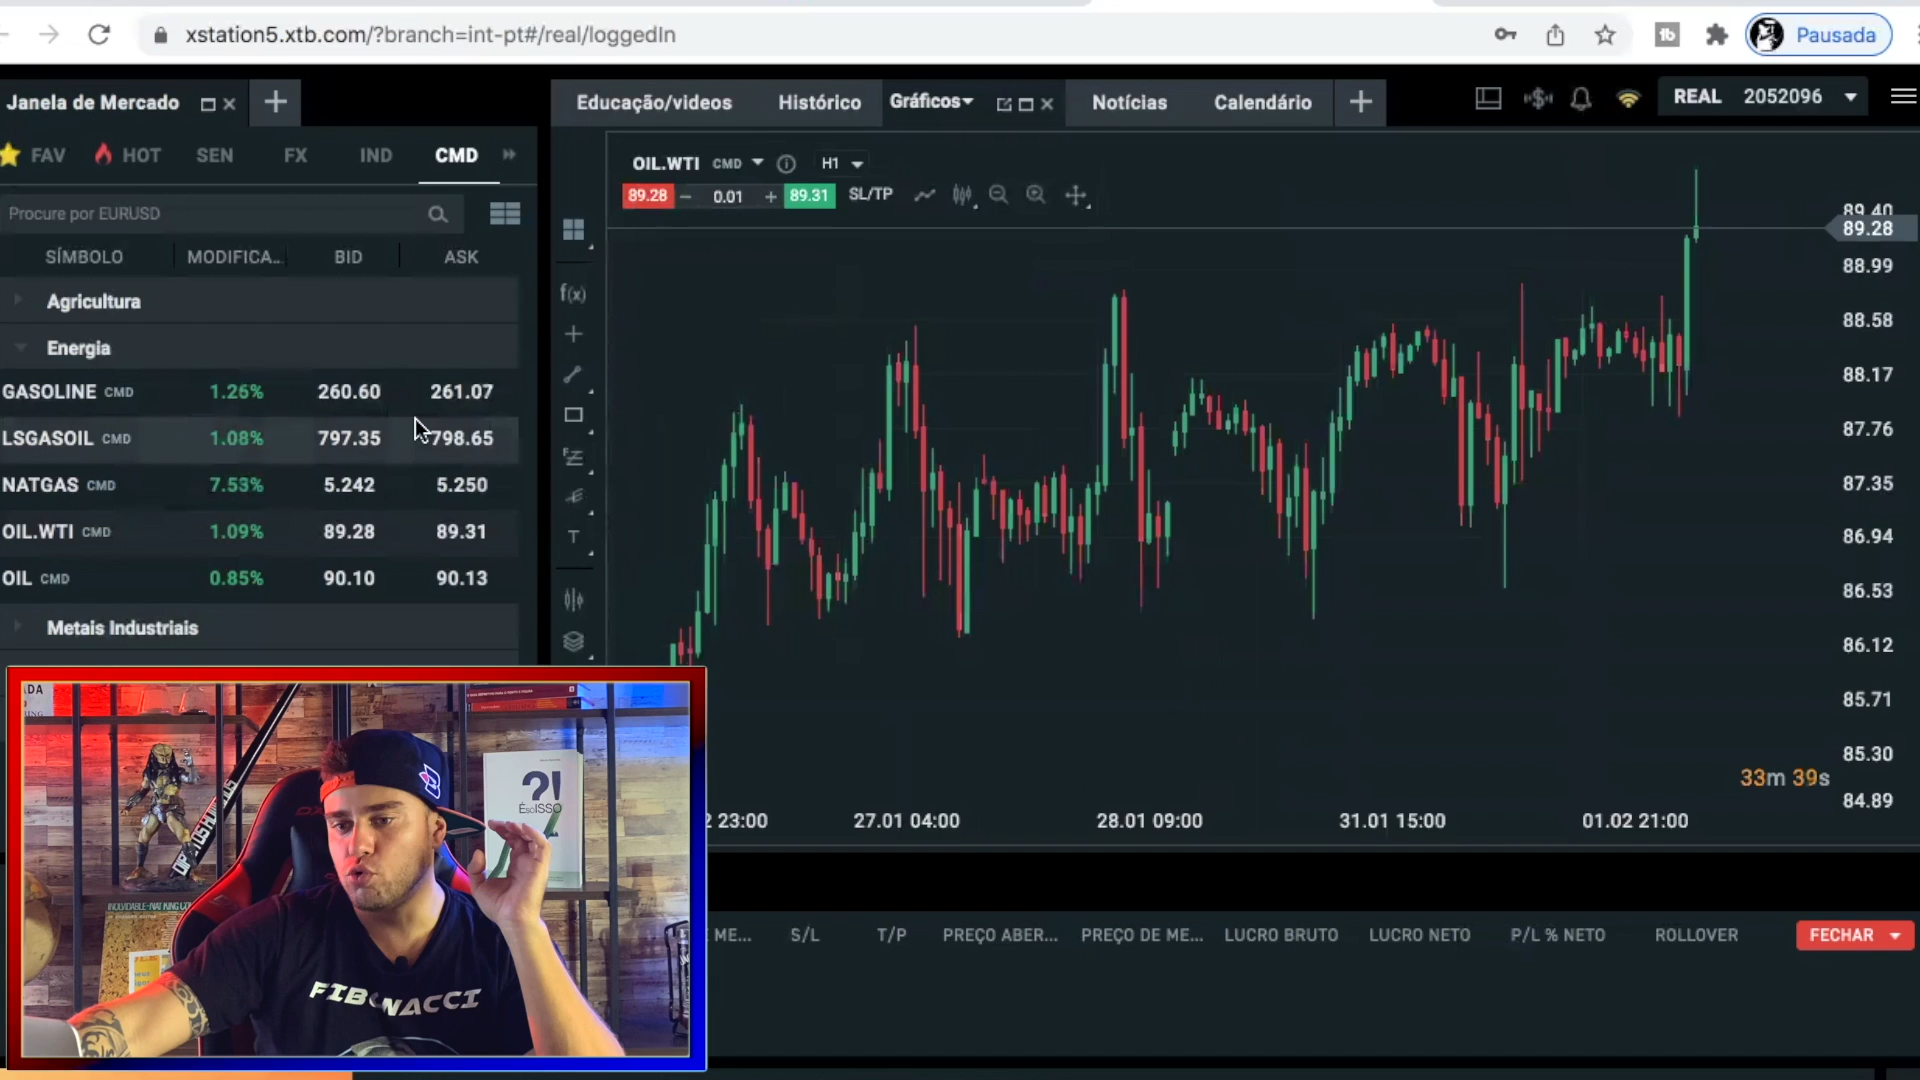 xstation5.xtb.com/?branch=int-pt#/real/loggedIn
Pausada
Janela de Mercado
Educação/videos Histórico Gráficos Notícias Calendário
REAL 2052096
FAV HOT SEN FX IND CMD
Procure por EURUSD
SÍMBOLO MODIFICA... BID ASK
Agricultura
Energia
GASOLINE CMD 1.26% 260.60 261.07
LSGASOIL CMD 1.08% 797.35 798.65
NATGAS CMD 7.53% 5.242 5.250
OIL.WTI CMD 1.09% 89.28 89.31
OIL CMD 0.85% 90.10 90.13
Metais Industriais
OIL.WTI CMD H1
89.28 0.01 89.31 SL/TP
f(x)
T
89.40
89.28
88.99
88.58
88.17
87.76
87.35
86.94
86.53
86.12
85.71
85.30
84.89
33m 39s
23:00 27.01 04:00 28.01 09:00 31.01 15:00 01.02 21:00
ME... S/L T/P PREÇO ABER... PREÇO DE ME... LUCRO BRUTO LUCRO NETO P/L % NETO ROLLOVER FECHAR
?!
ÉsóISSO
FIBONACCI